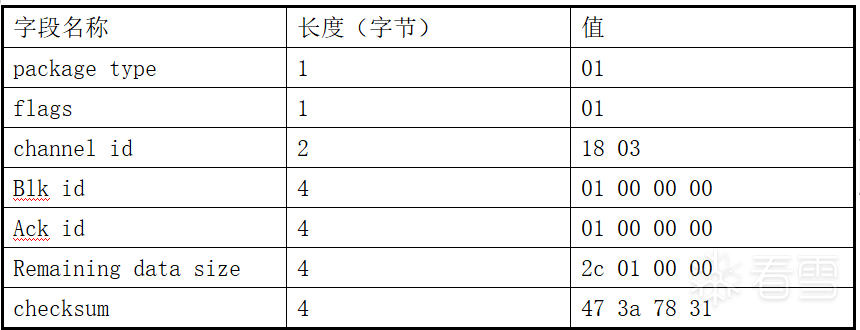 字段名称 长度（字节） 值
package type 1 01
flags 1 01
channel id 2 18 03
Blk id 4 01 00 00 00
Ack id 4 01 00 00 00
Remaining data size 4 2c 01 00 00
checksum 4 47 3a 78 31
看雪